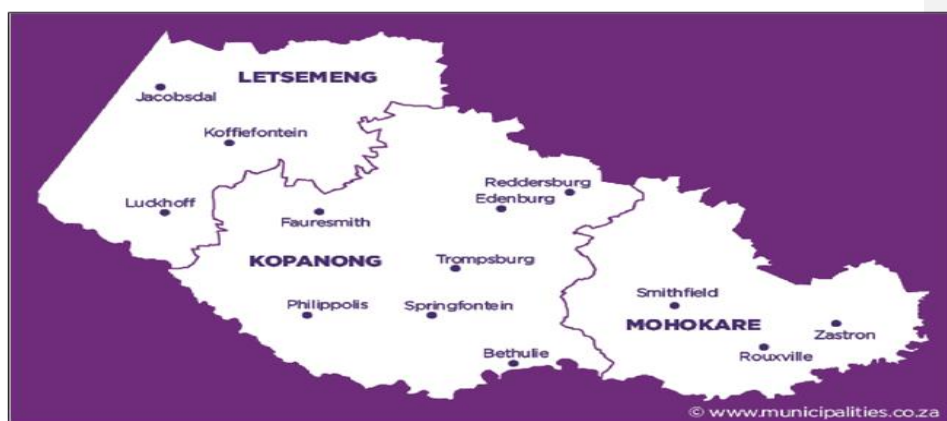 LETSEMENG
Jacobsdal
Koffiefontein
Luckhoff
Reddersburg
Edenburg
Fauresmith
KOPANONG
Trompsburg
Philippolis
Springfontein
Bethulie
Smithfield
MOHOKARE
Zastron
Rouxville
© www.municipalities.co.za